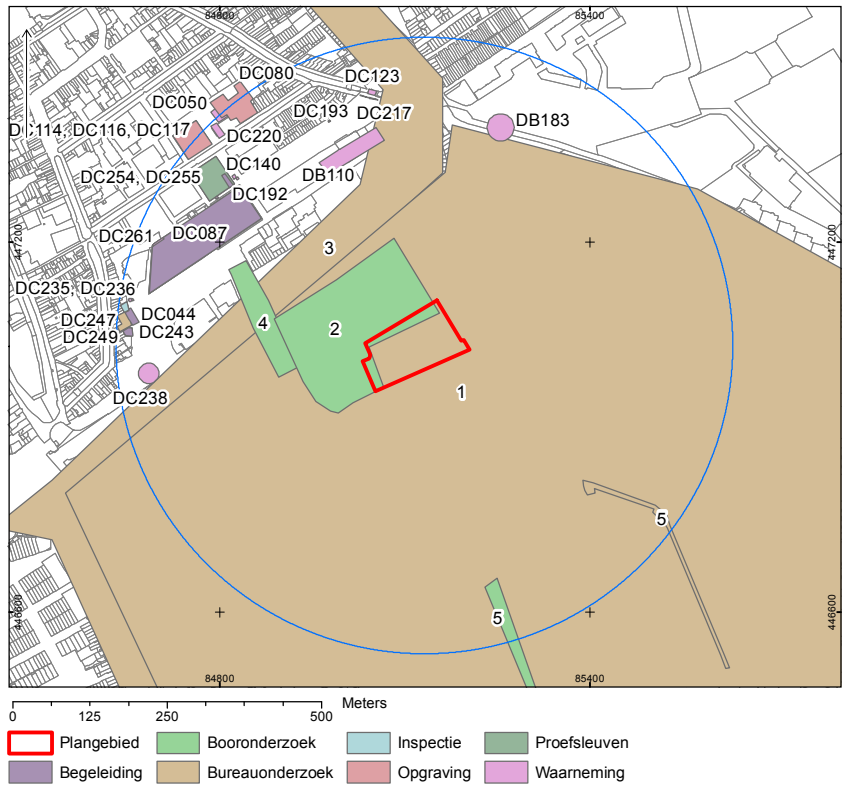 84800
85400
DC080
DC123
DC050
DC193
DC217
DC114, DC116, DC117
DB183
DC220
DC140
DC254, DC255
DB110
DC192
DC261
DC087
447200
3
447200
DC235, DC236
DC044
DC247
DC243
DC249
4
2
DC238
1
5
5
446600
446600
84800
85400
0 125 250 500 Meters
Plangebied Booronderzoek Inspectie Proefsleuven
Begeleiding Bureauonderzoek Opgraving Waarneming